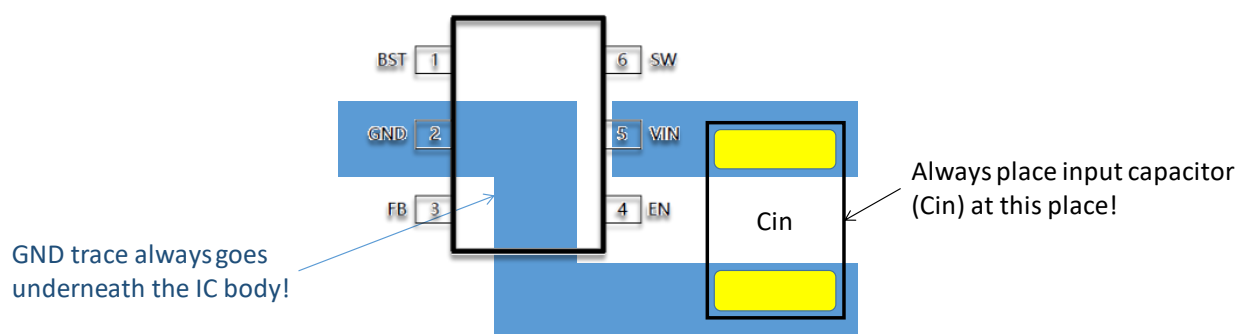 BST 1 6 SW
GND 2 5 VIN
FB 3 4 EN
Cin
Always place input capacitor
(Cin) at this place!
GND trace always goes
underneath the IC body!